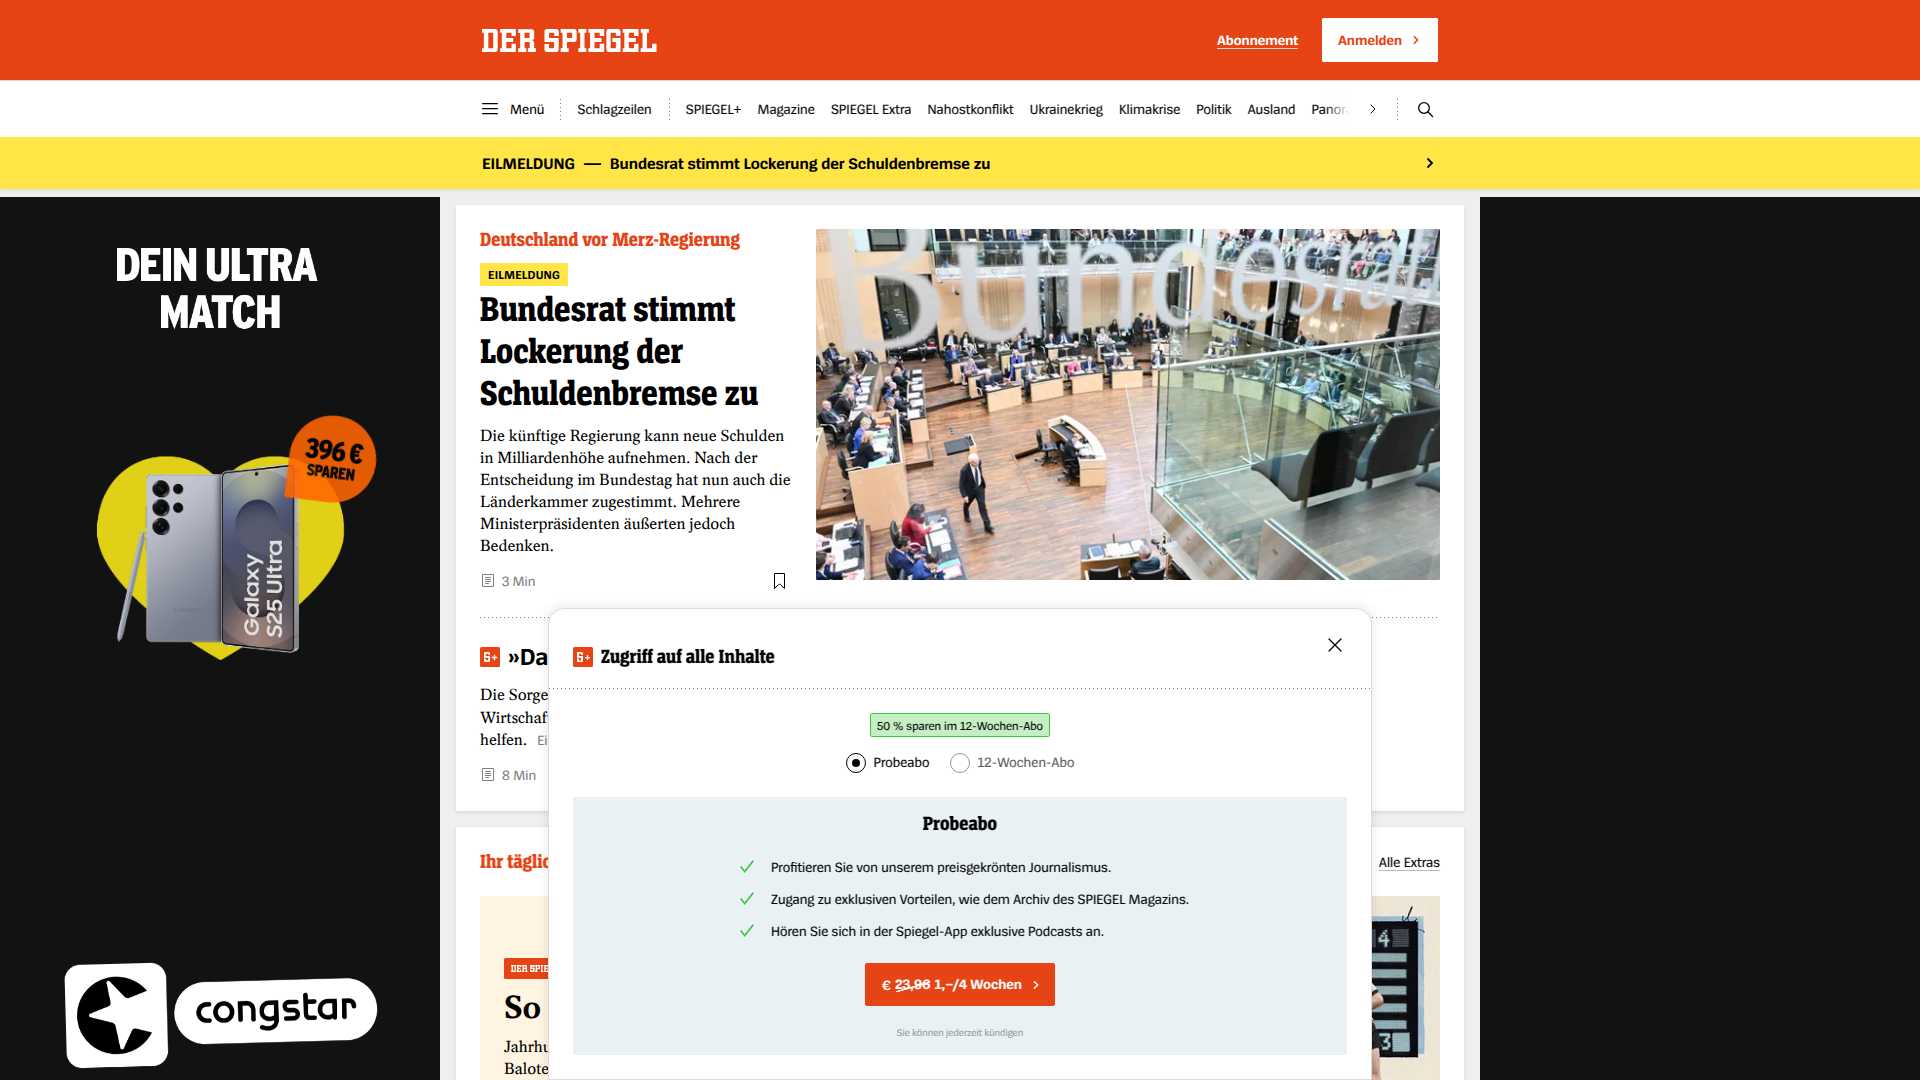 DER SPIEGEL
Abonnement
Anmelden
Menü
Schlagzeilen
SPIEGEL+
Magazine
SPIEGEL Extra
Nahostkonflikt
Ukrainekrieg
Klimakrise
Politik
Ausland
Panor
EILMELDUNG — Bundesrat stimmt Lockerung der Schuldenbremse zu
DEIN ULTRA
MATCH
396 €
SPAREN
Galaxy
S25 Ultra
congstar
Deutschland vor Merz-Regierung
EILMELDUNG
Bundesrat stimmt
Lockerung der
Schuldenbremse zu
Die künftige Regierung kann neue Schulden
in Milliardenhöhe aufnehmen. Nach der
Entscheidung im Bundestag hat nun auch die
Länderkammer zugestimmt. Mehrere
Ministerpräsidenten äußerten jedoch
Bedenken.
3 Min
Bundesrat
»Da
Die Sorge
Wirtschaf
helfen. Ei
8 Min
Zugriff auf alle Inhalte
50 % sparen im 12-Wochen-Abo
Probeabo
12-Wochen-Abo
Probeabo
Profitieren Sie von unserem preisgekrönten Journalismus.
Zugang zu exklusiven Vorteilen, wie dem Archiv des SPIEGEL Magazins.
Hören Sie sich in der Spiegel-App exklusive Podcasts an.
€ 23,96 1,–/4 Wochen
Sie können jederzeit kündigen
Ihr täglic
Alle Extras
DER SPIE
So
Jahrhu
Balote
4
3